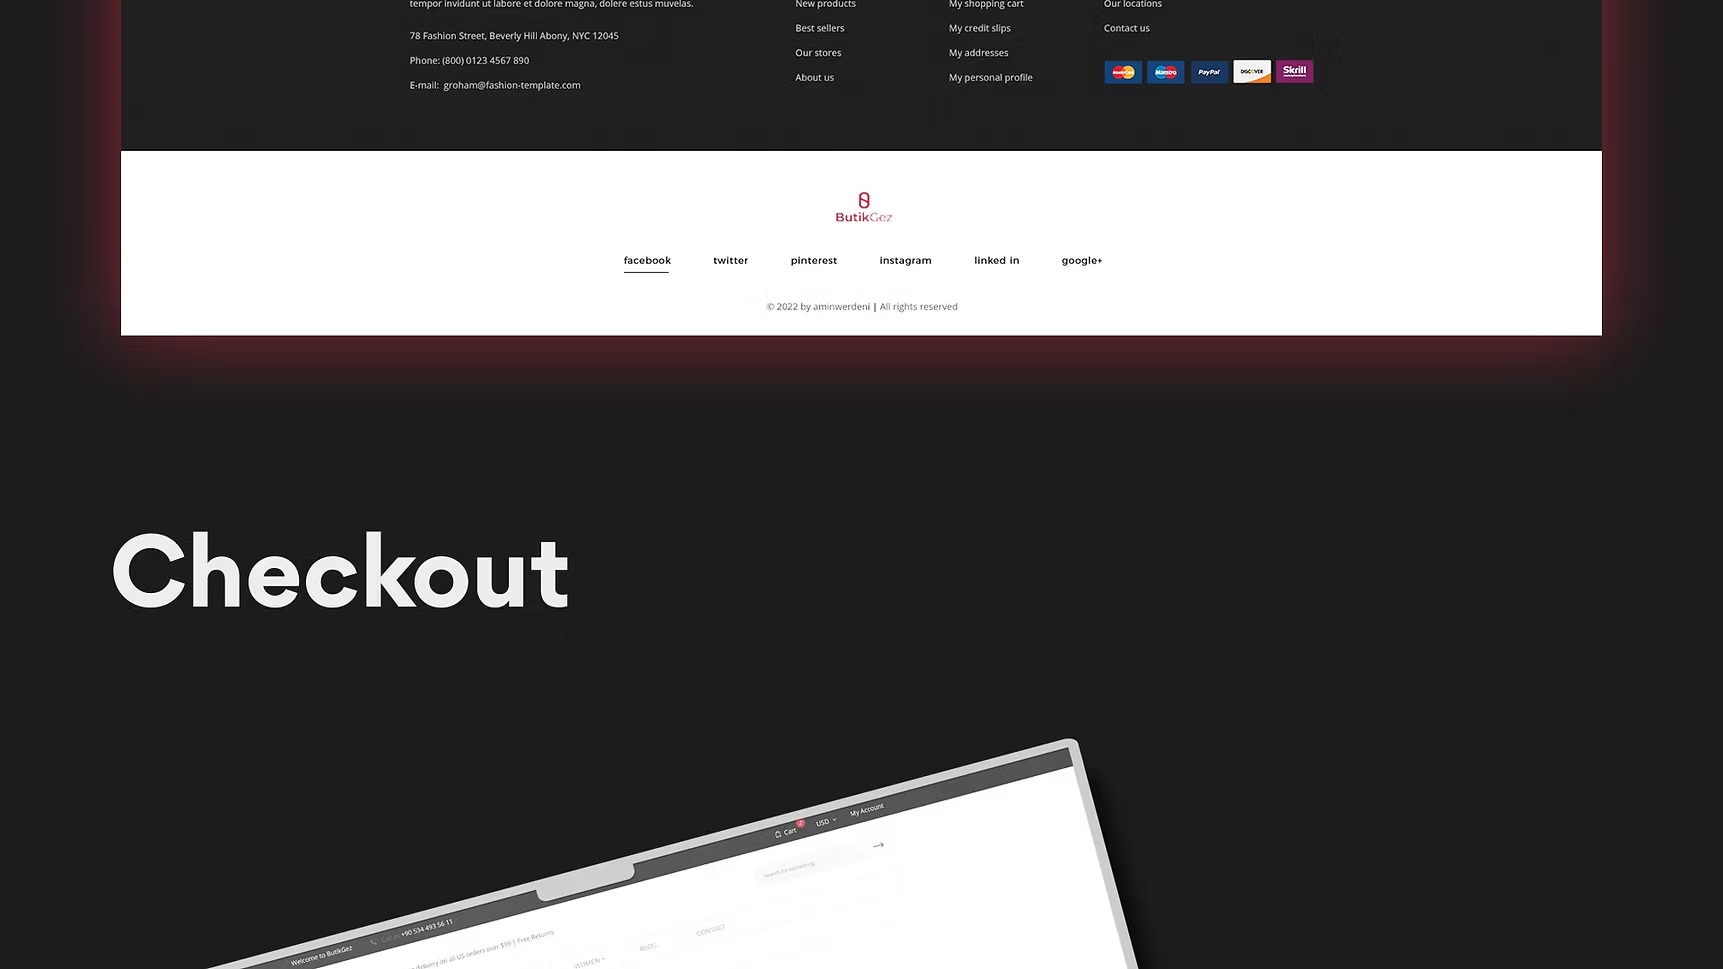 tempor invidunt ut labore et dolore magna, dolere estus muvelas.
78 Fashion Street, Beverly Hill Abony, NYC 12045
Phone: (800) 0123 4567 890
E-mail: groham@fashion-template.com
New products
Best sellers
Our stores
About us
My shopping cart
My credit slips
My addresses
My personal profile
Our locations
Contact us
MasterCard
Maestro
PayPal
DISCOVER
Skrill
ButikGez
facebook twitter pinterest instagram linked in google+
© 2022 by aminwerdeni | All rights reserved
Checkout
Cart 2 USD My Account
search for something
Welcome to ButikGez Call us +90 534 493 56 11
delivery on all US orders over $99 | Free Returns
WOMEN BLOG CONTACT